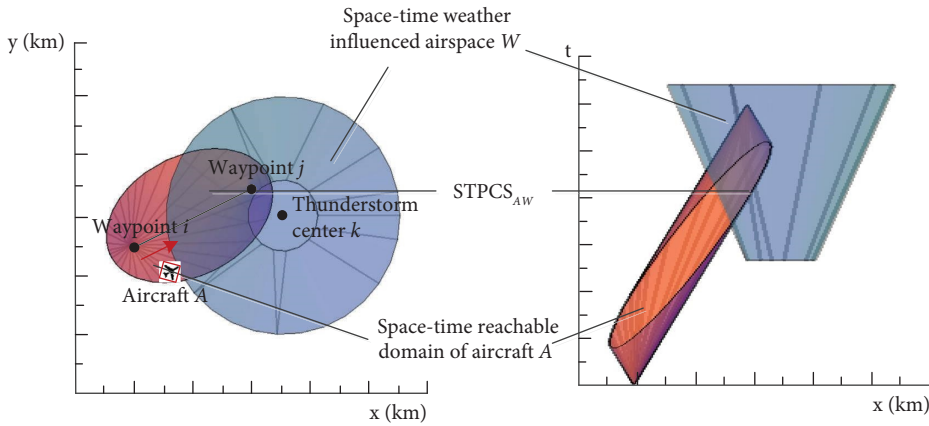 Space-time weather
influenced airspace W
y (km)
t
Waypoint j
STPCS_AW
Thunderstorm
center k
Waypoint i
Aircraft A
Space-time reachable
domain of aircraft A
x (km)
x (km)